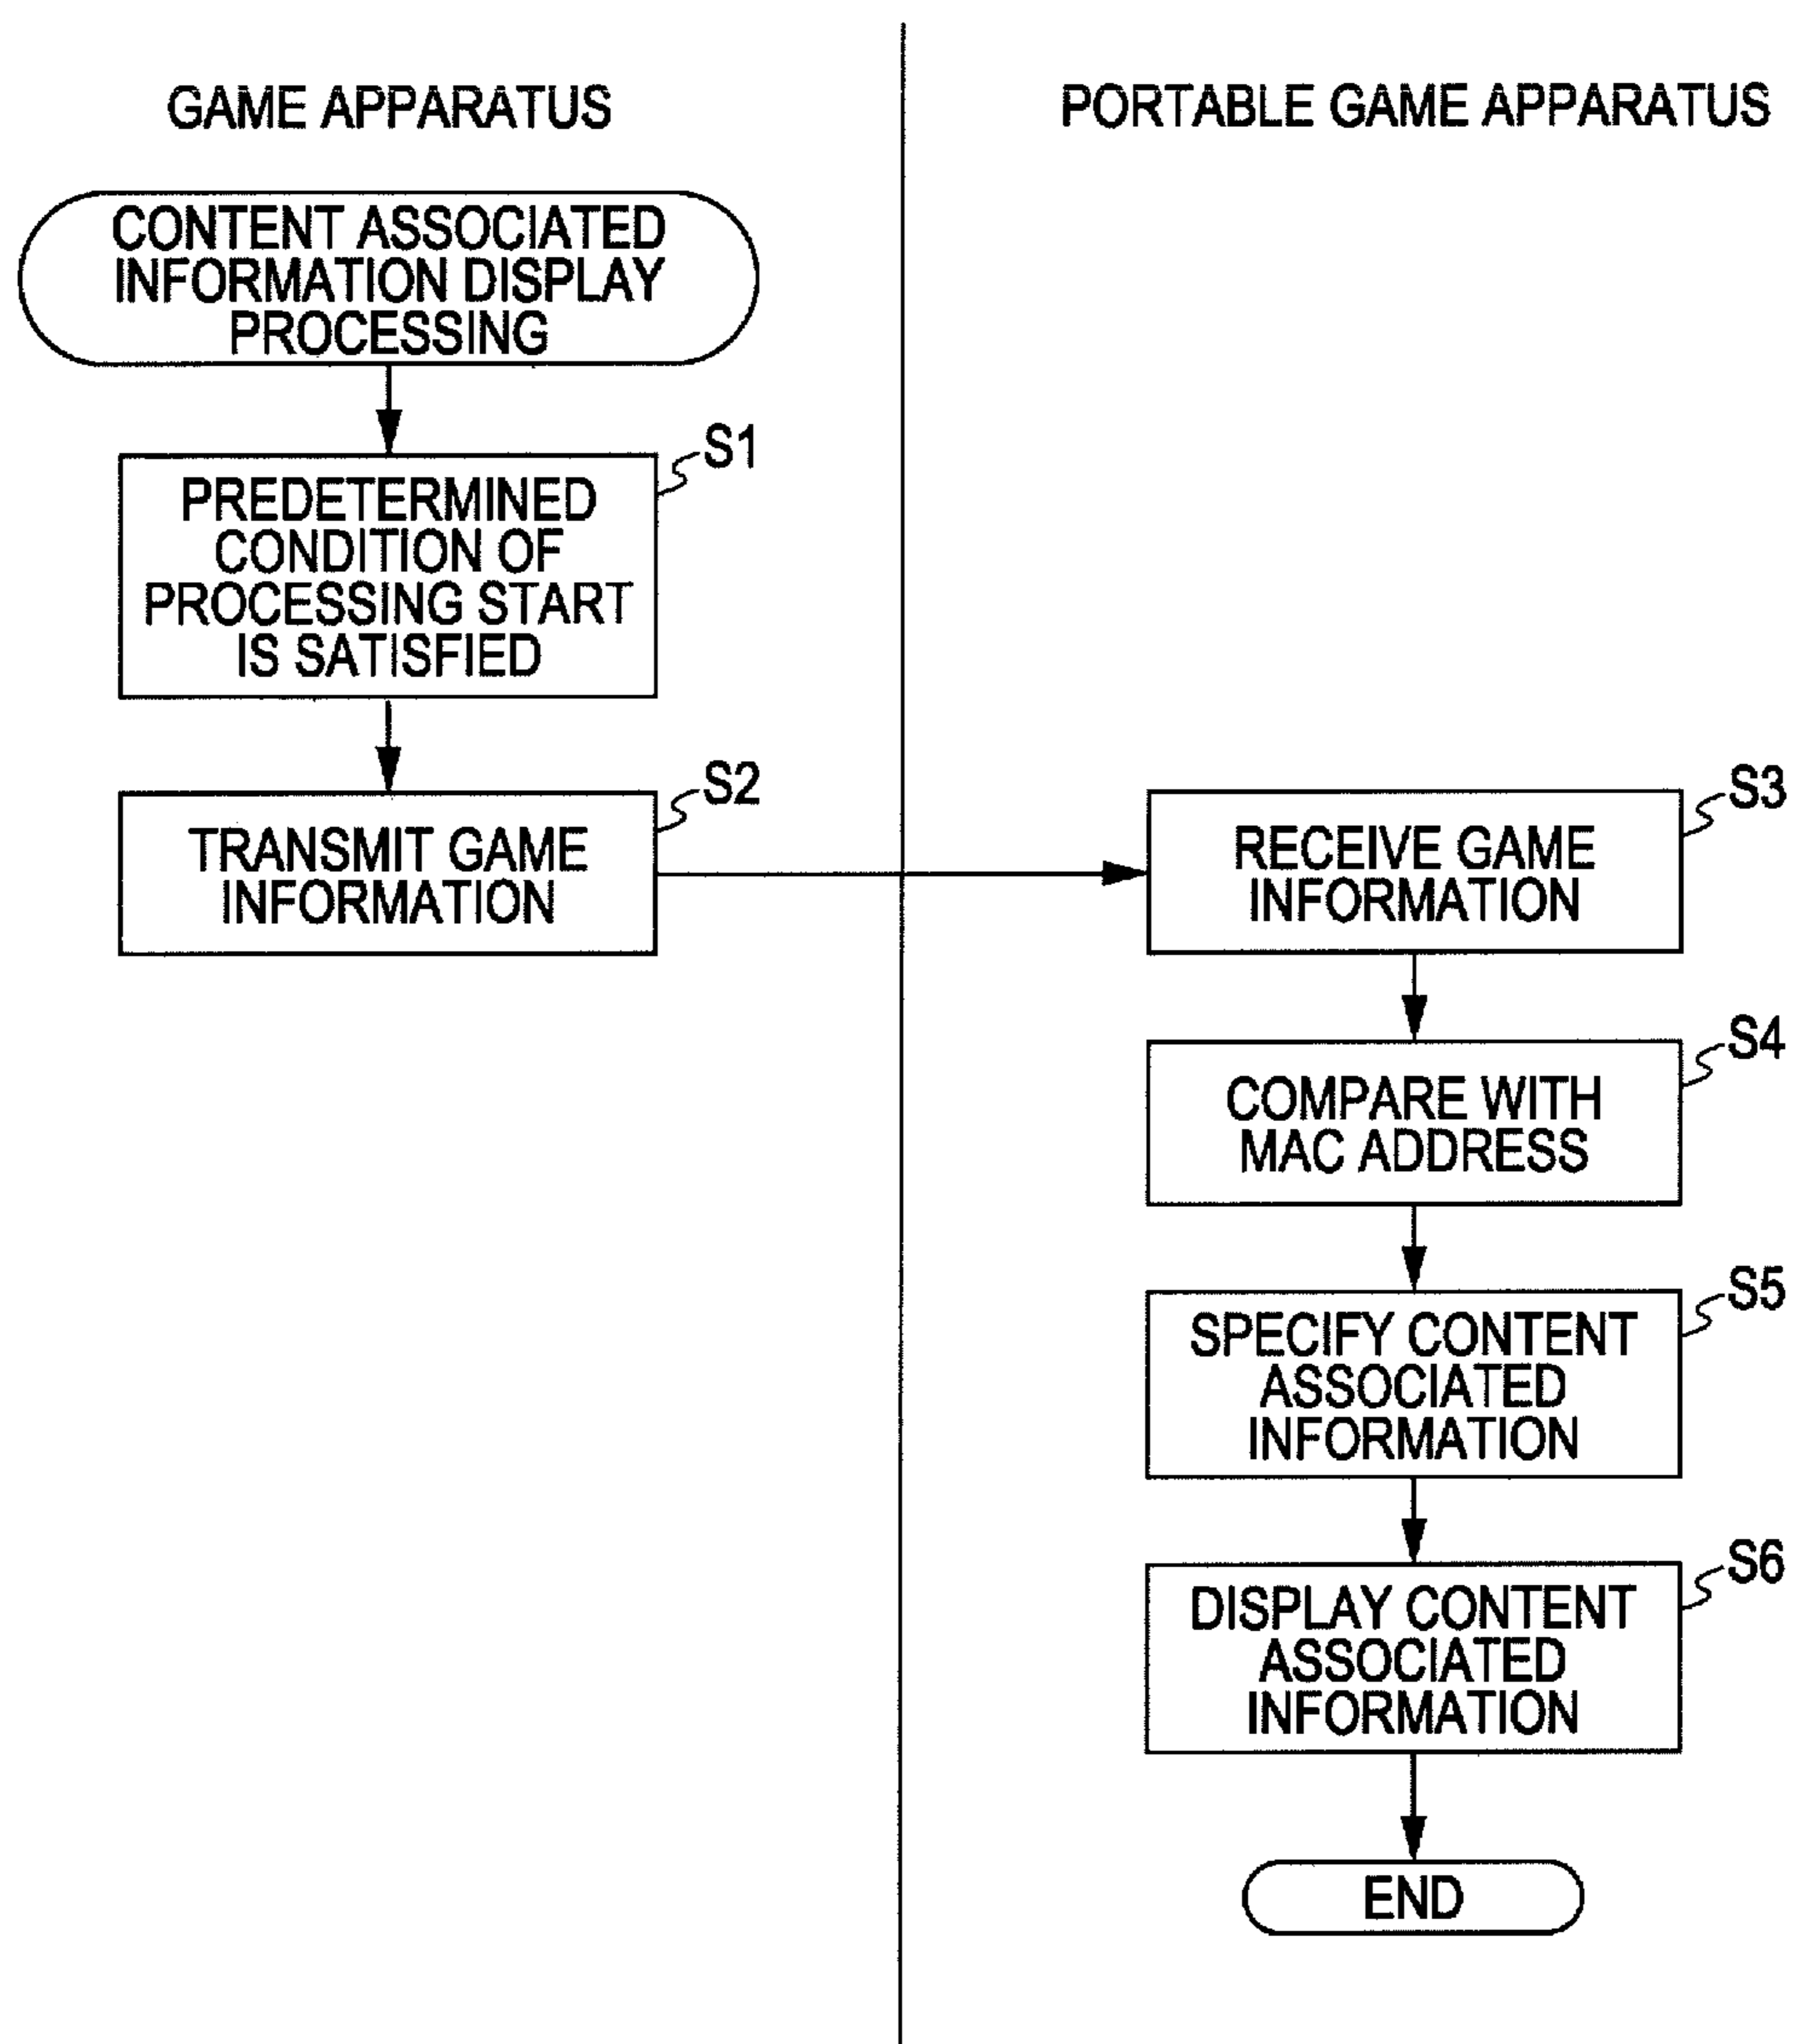 GAME APPARATUS
CONTENT ASSOCIATED
INFORMATION DISPLAY
PROCESSING
S1
PREDETERMINED
CONDITION OF
PROCESSING START
IS SATISFIED
S2
TRANSMIT GAME
INFORMATION
PORTABLE GAME APPARATUS
S3
RECEIVE GAME
INFORMATION
S4
COMPARE WITH
MAC ADDRESS
S5
SPECIFY CONTENT
ASSOCIATED
INFORMATION
S6
DISPLAY CONTENT
ASSOCIATED
INFORMATION
END